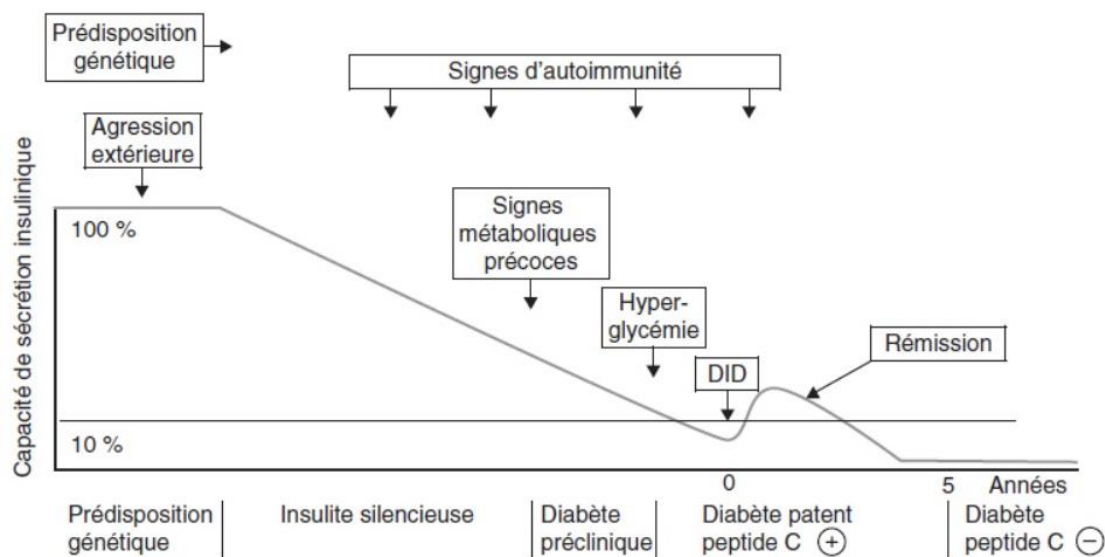 Prédisposition
génétique
Signes d'autoimmunité
Agression
extérieure
Capacité de sécrétion insulinique
100 %
Signes
métaboliques
précoces
Hyper-
glycémie
Rémission
DID
10 %
0
5
Années
Prédisposition
génétique
Insulite silencieuse
Diabète
préclinique
Diabète patent
peptide C +
Diabète
peptide C −